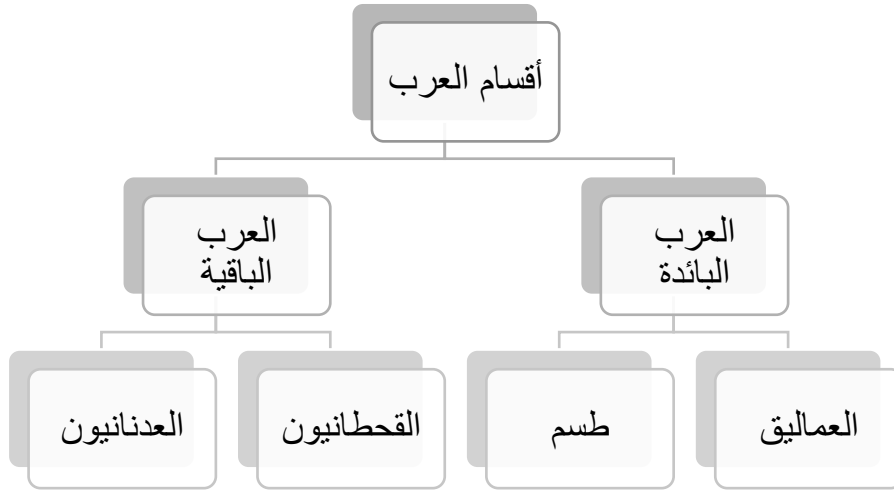 أقسام العرب
العرب
البائدة
العرب
الباقية
العماليق
طسم
القحطانيون
العدنانيون